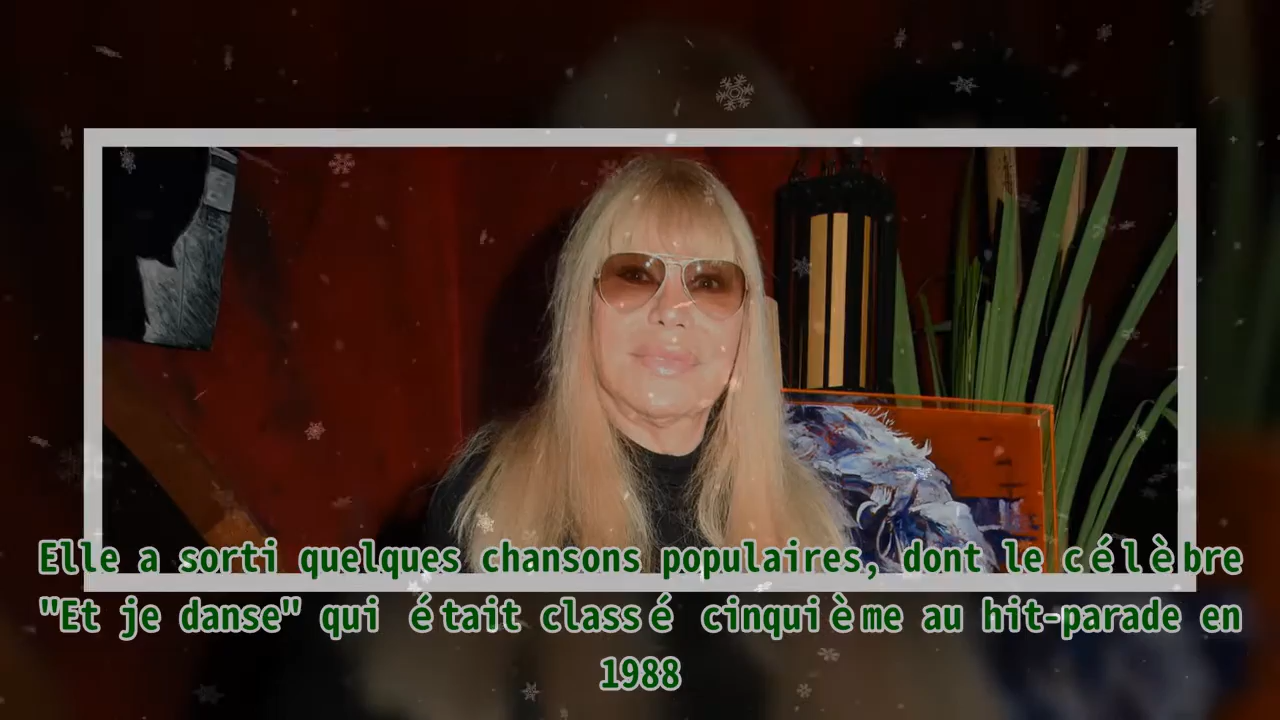 Elle a sorti quelques chansons populaires, dont le célèbre
"Et je danse" qui était classé cinquième au hit-parade en
1988